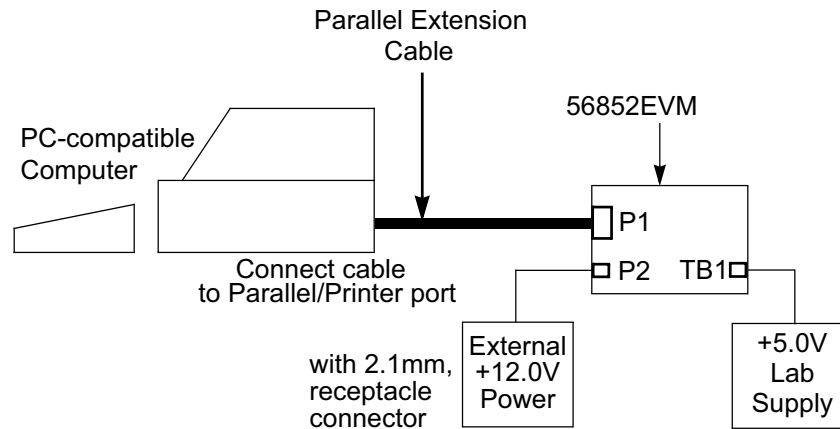 Parallel Extension
Cable
56852EVM
PC-compatible
Computer
P1
Connect cable
to Parallel/Printer port
P2
TB1
with 2.1mm,
receptacle
connector
External
+12.0V
Power
+5.0V
Lab
Supply